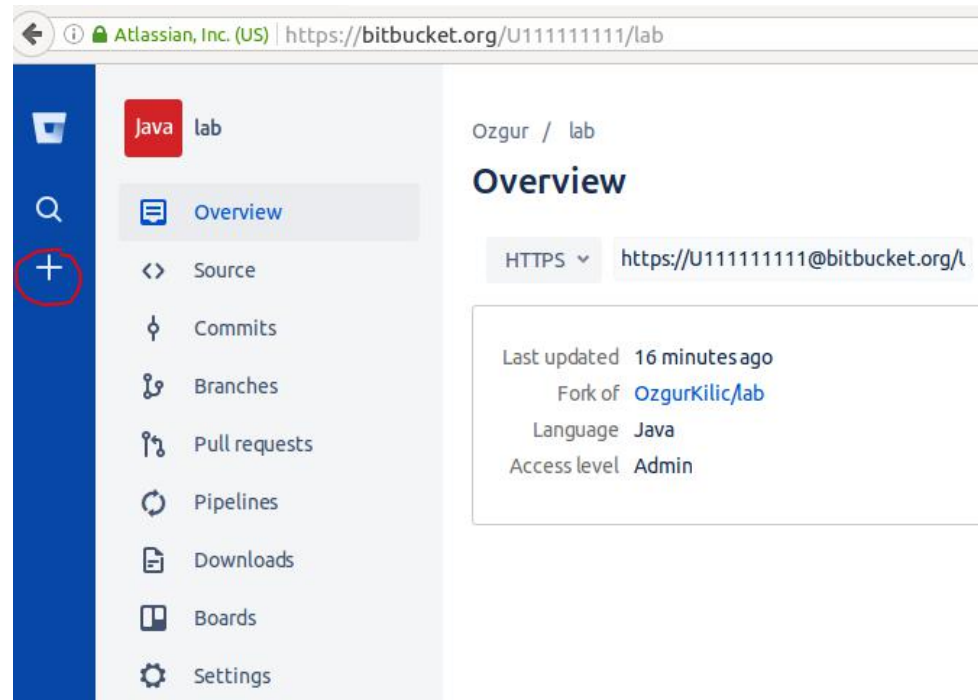 Atlassian, Inc. (US) https://bitbucket.org/U111111111/lab
Java lab
Overview
Source
Commits
Branches
Pull requests
Pipelines
Downloads
Boards
Settings
Ozgur / lab
Overview
HTTPS https://U111111111@bitbucket.org/
Last updated 16 minutes ago
Fork of OzgurKilic/lab
Language Java
Access level Admin